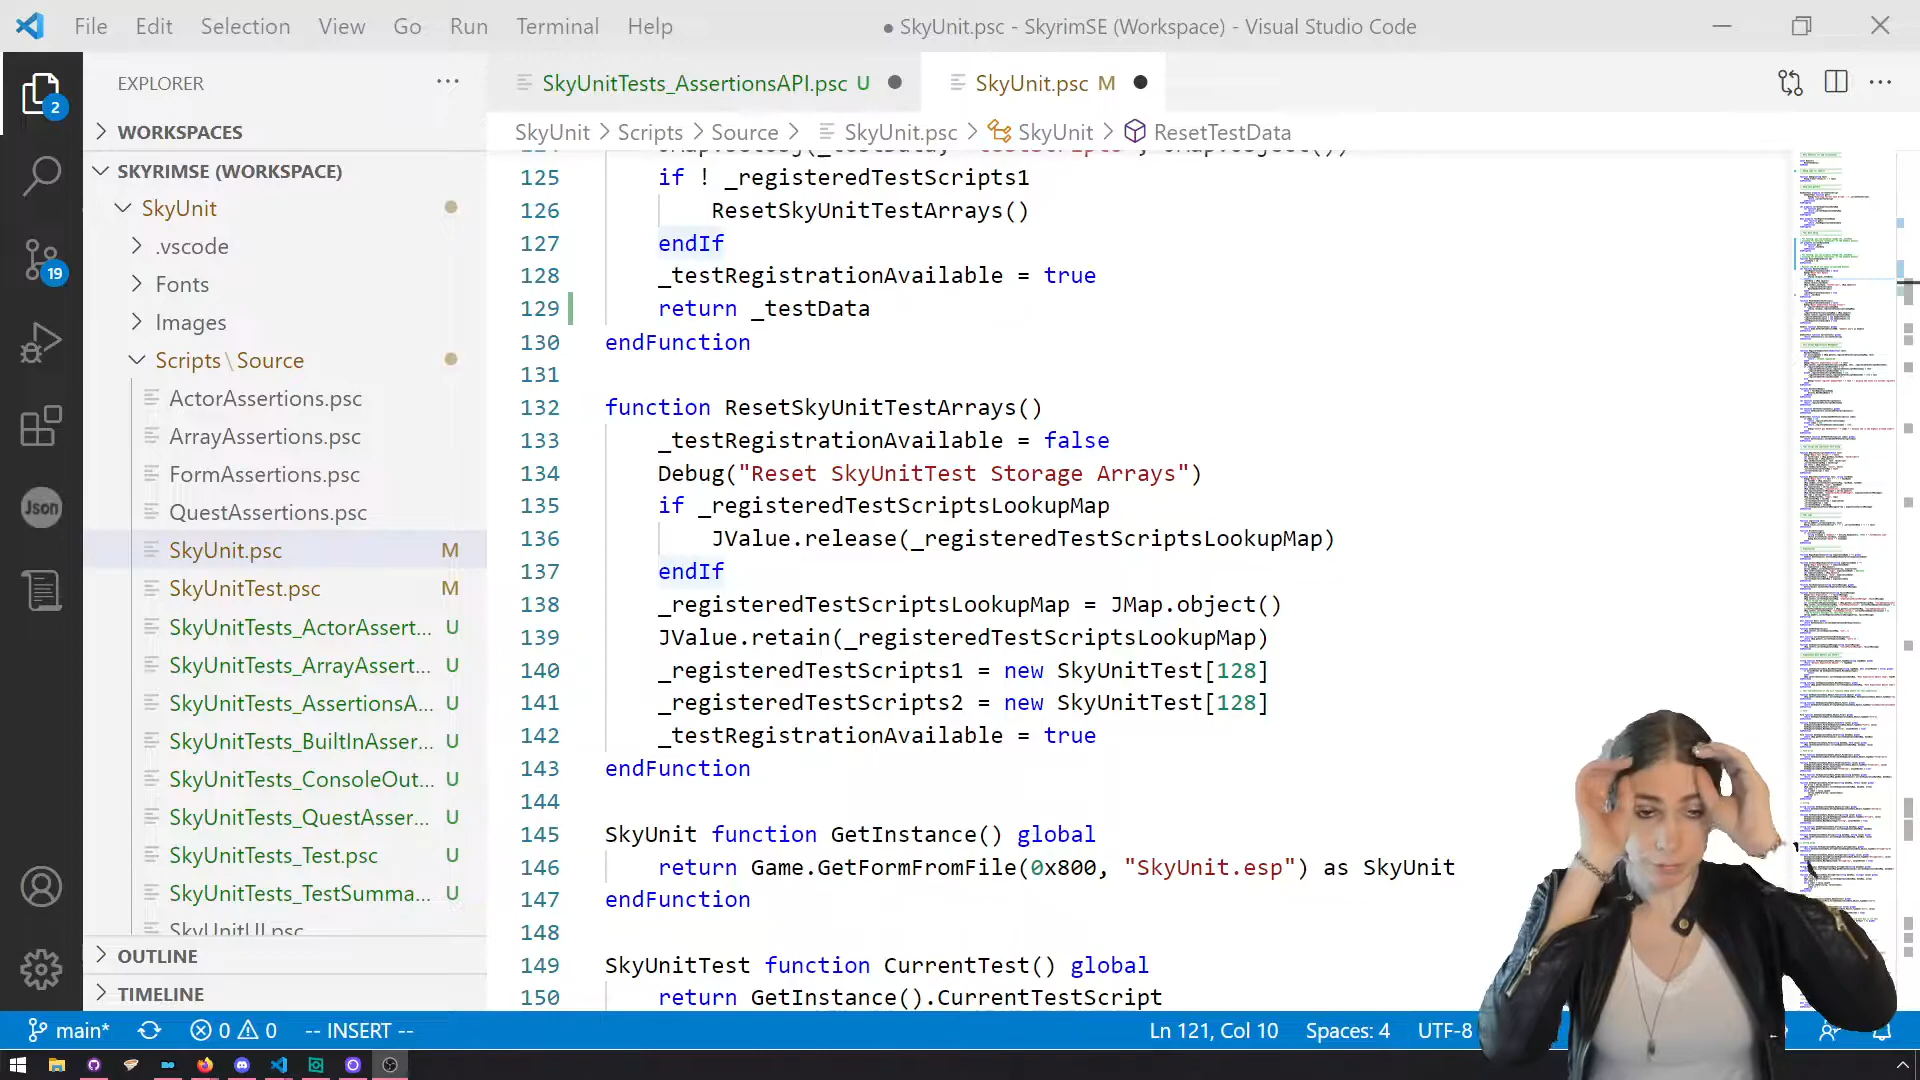 File Edit Selection View Go Run Terminal Help
● SkyUnit.psc - SkyrimSE (Workspace) - Visual Studio Code
EXPLORER
SkyUnitTests_AssertionsAPI.psc U
SkyUnit.psc M
SkyUnit > Scripts > Source > SkyUnit.psc > SkyUnit > ResetTestData
WORKSPACES
SKYRIMSE (WORKSPACE)
SkyUnit
.vscode
Fonts
Images
Scripts\Source
ActorAssertions.psc
ArrayAssertions.psc
FormAssertions.psc
QuestAssertions.psc
SkyUnit.psc M
SkyUnitTest.psc M
SkyUnitTests_ActorAssert... U
SkyUnitTests_ArrayAssert... U
SkyUnitTests_AssertionsA... U
SkyUnitTests_BuiltInAsser... U
SkyUnitTests_ConsoleOut... U
SkyUnitTests_QuestAsser... U
SkyUnitTests_Test.psc U
SkyUnitTests_TestSumma... U
SkyUnitUI.psc
OUTLINE
TIMELINE
2
19
Json
125 if ! _registeredTestScripts1
126 ResetSkyUnitTestArrays()
127 endIf
128 _testRegistrationAvailable = true
129 return _testData
130 endFunction
131
132 function ResetSkyUnitTestArrays()
133 _testRegistrationAvailable = false
134 Debug("Reset SkyUnitTest Storage Arrays")
135 if _registeredTestScriptsLookupMap
136 JValue.release(_registeredTestScriptsLookupMap)
137 endIf
138 _registeredTestScriptsLookupMap = JMap.object()
139 JValue.retain(_registeredTestScriptsLookupMap)
140 _registeredTestScripts1 = new SkyUnitTest[128]
141 _registeredTestScripts2 = new SkyUnitTest[128]
142 _testRegistrationAvailable = true
143 endFunction
144
145 SkyUnit function GetInstance() global
146 return Game.GetFormFromFile(0x800, "SkyUnit.esp") as SkyUnit
147 endFunction
148
149 SkyUnitTest function CurrentTest() global
150 return GetInstance().CurrentTestScript
main* 0 0 -- INSERT -- Ln 121, Col 10 Spaces: 4 UTF-8